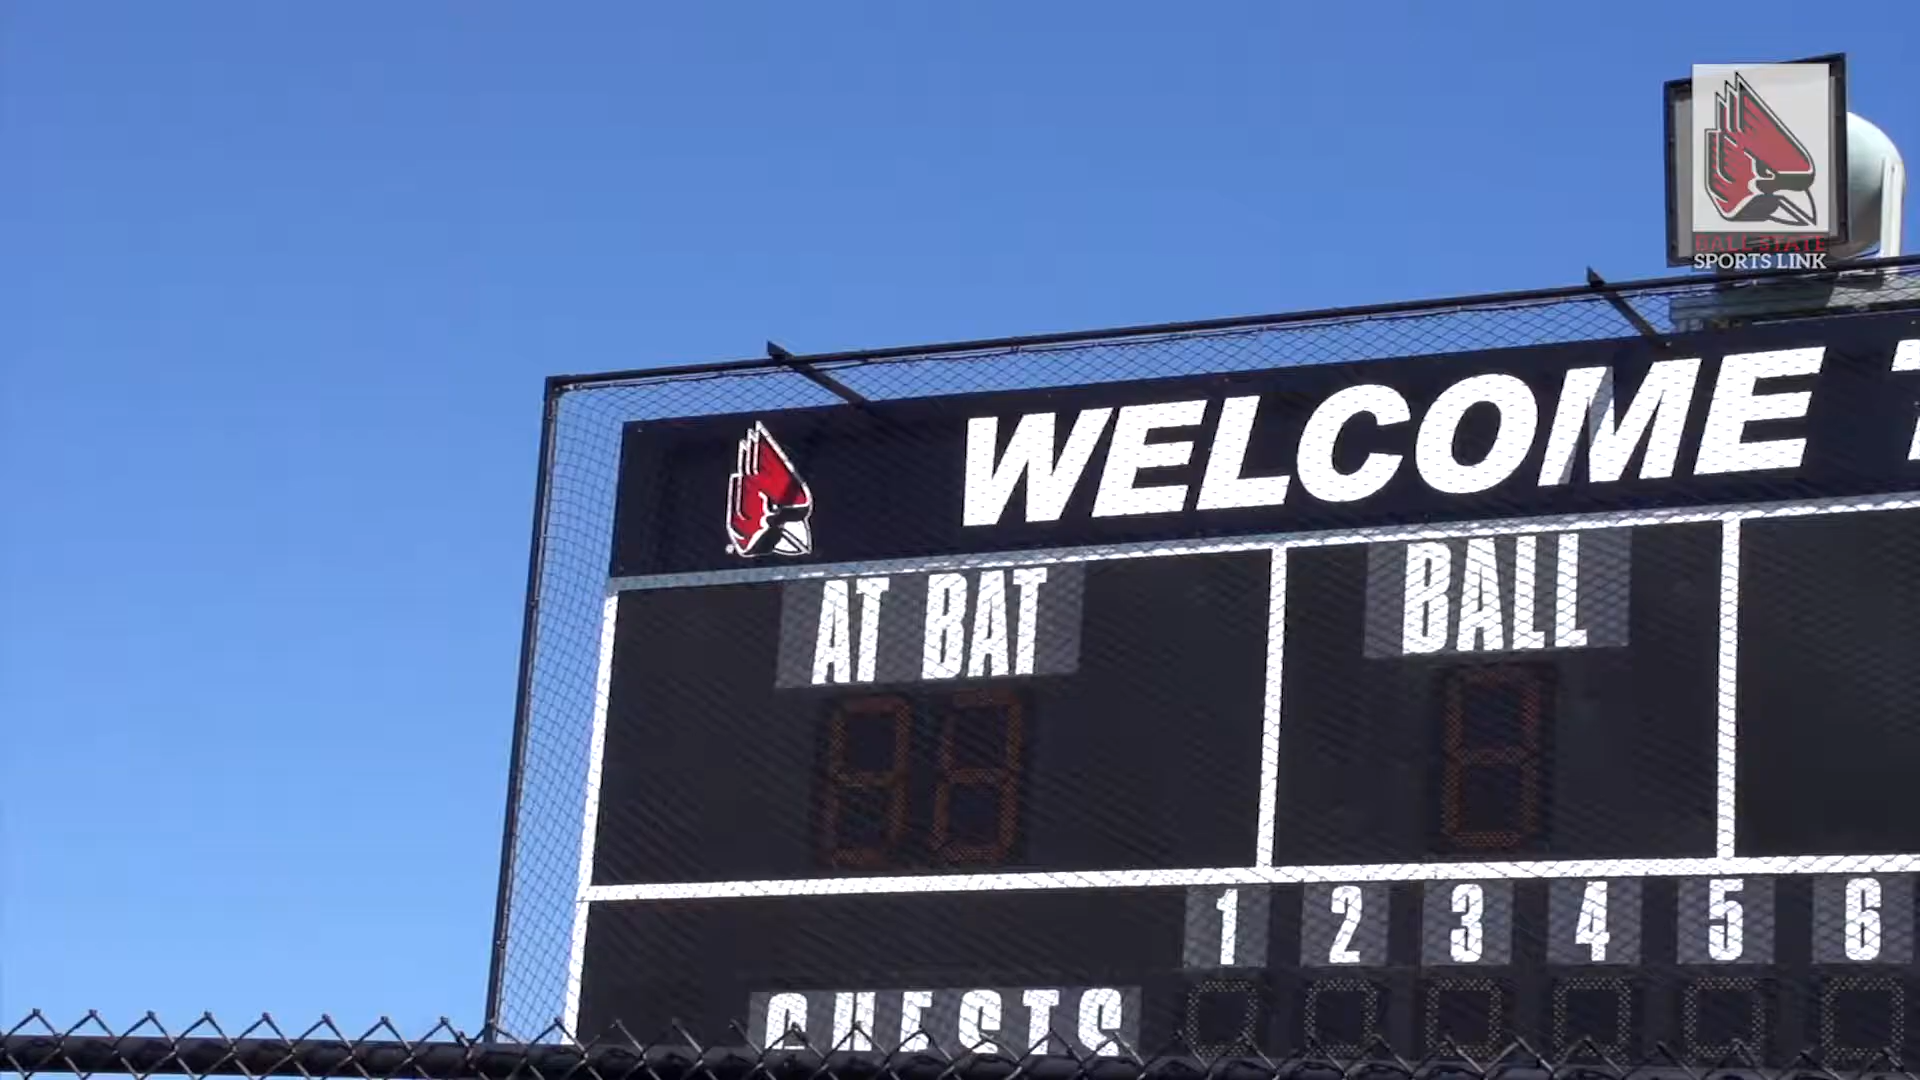 BALL STATE
SPORTS LINK
WELCOME
AT BAT
BALL
1 2 3 4 5 6
GUESTS